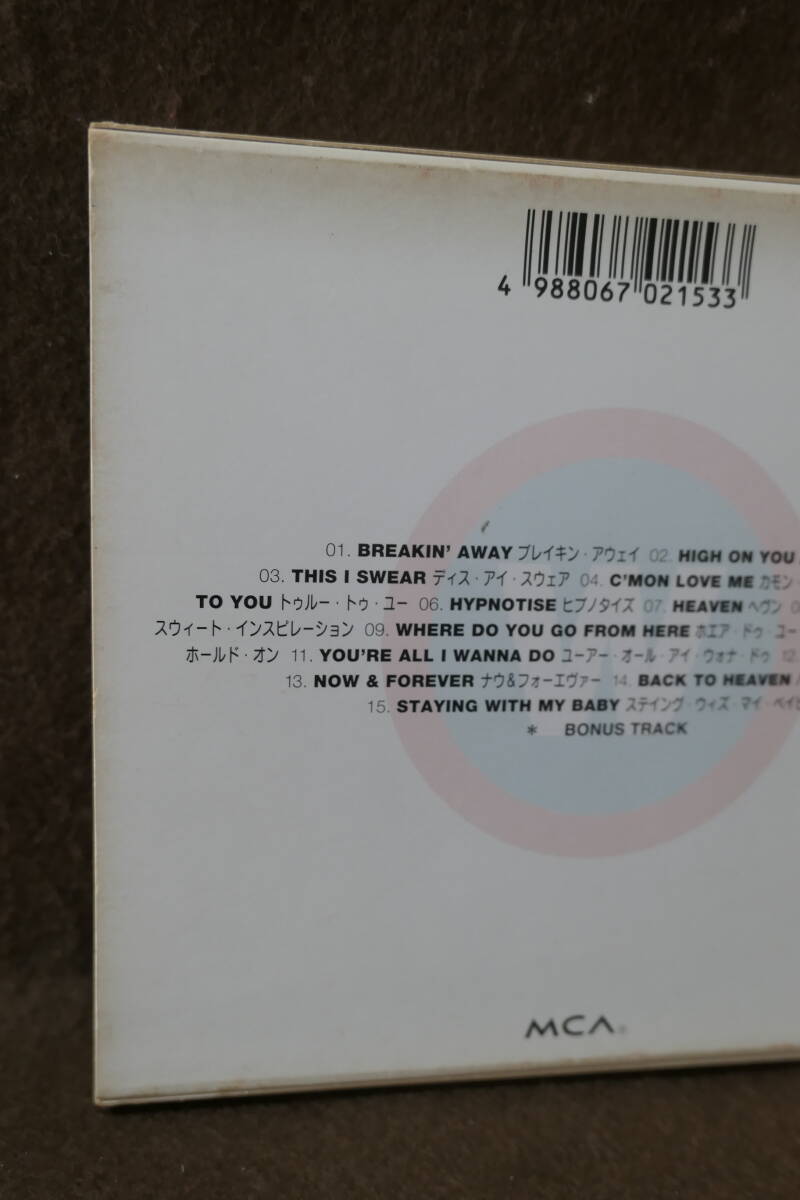 4 988067 021533
01. BREAKIN' AWAY ブレイキン・アウェイ 02. HIGH ON YOU
03. THIS I SWEAR ディス・アイ・スウェア 04. C'MON LOVE ME カモン・
TO YOU トゥルー・トゥ・ユー 06. HYPNOTISE ヒプノタイズ 07. HEAVEN ヘヴン
スウィート・インスピレーション 09. WHERE DO YOU GO FROM HERE ホエア・ドゥ・ユー
ホールド・オン 11. YOU'RE ALL I WANNA DO ユーアー・オール・アイ・ウォナ・ドゥ 12
13. NOW & FOREVER ナウ&フォーエヴァー 14. BACK TO HEAVEN
15. STAYING WITH MY BABY ステイング・ウィズ・マイ・ベイビ
* BONUS TRACK
MCA®